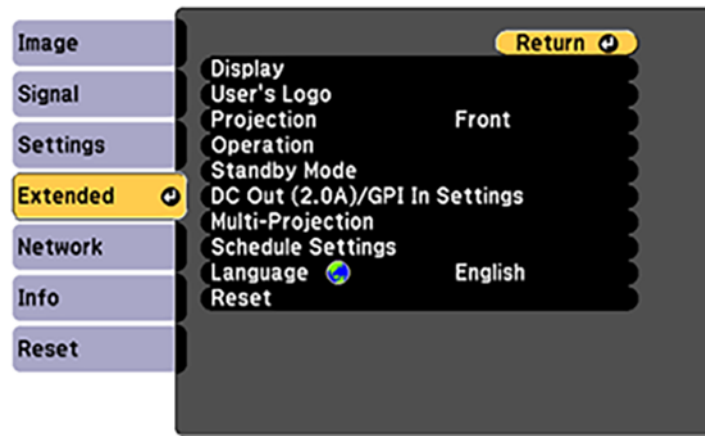 Image
Signal
Settings
Extended
Network
Info
Reset
Return
Display
User's Logo
Projection Front
Operation
Standby Mode
DC Out (2.0A)/GPI In Settings
Multi-Projection
Schedule Settings
Language English
Reset